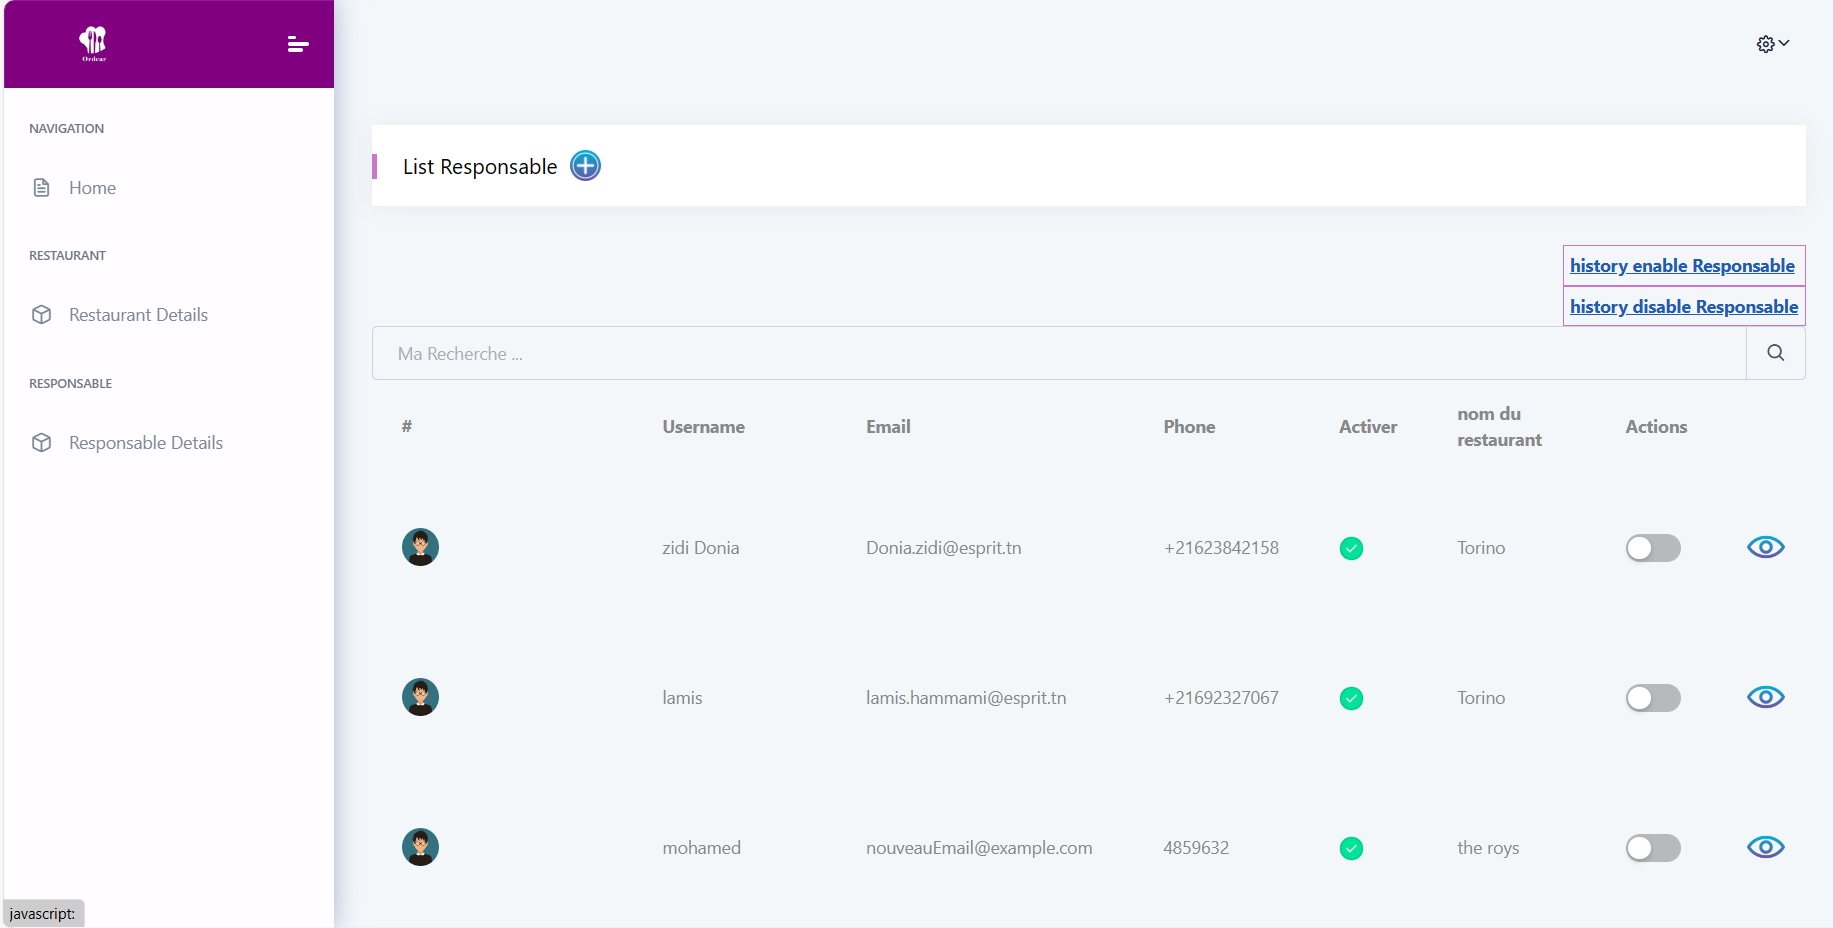 Ordear
NAVIGATION
Home
RESTAURANT
Restaurant Details
RESPONSABLE
Responsable Details
List Responsable
history enable Responsable
history disable Responsable
Ma Recherche ...
# Username Email Phone Activer nom du restaurant Actions
zidi Donia Donia.zidi@esprit.tn +21623842158 Torino
lamis lamis.hammami@esprit.tn +21692327067 Torino
mohamed nouveauEmail@example.com 4859632 the roys
javascript: